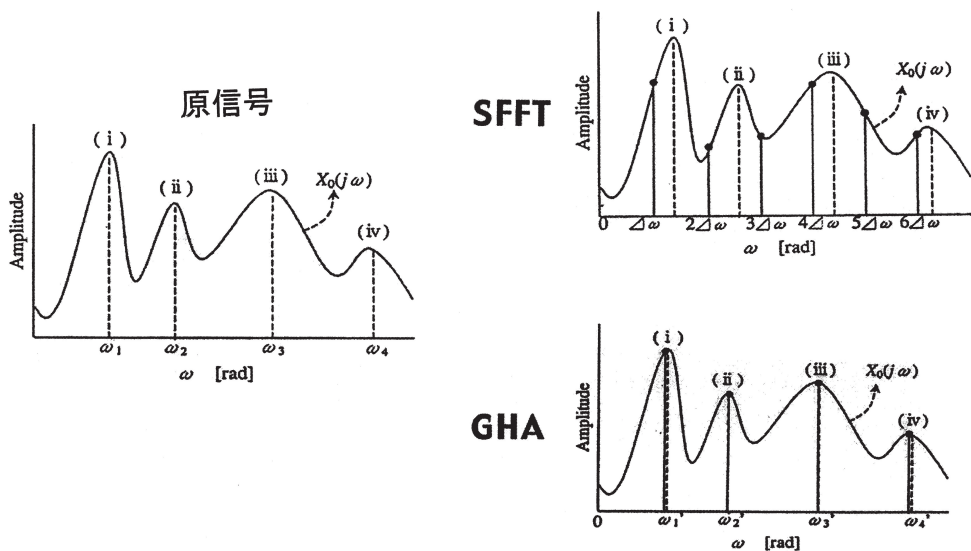 原信号
(i)
(ii)
(iii)
(iv)
X₀(jω)
Amplitude
ω₁ ω₂ ω₃ ω₄
ω [rad]
SFFT
(i)
(ii)
(iii)
(iv)
X₀(jω)
Amplitude
0 ⊿ω 2⊿ω 3⊿ω 4⊿ω 5⊿ω 6⊿ω
ω [rad]
GHA
(i)
(ii)
(iii)
(iv)
X₀(jω)
Amplitude
0 ω₁' ω₂' ω₃' ω₄'
ω [rad]